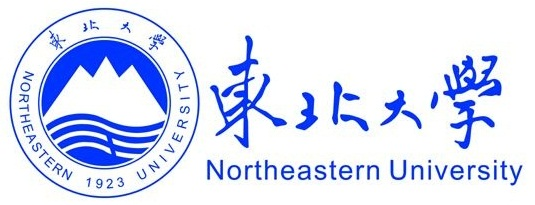 東北大學
NORTHEASTERN UNIVERSITY
1923
東北大學
Northeastern University